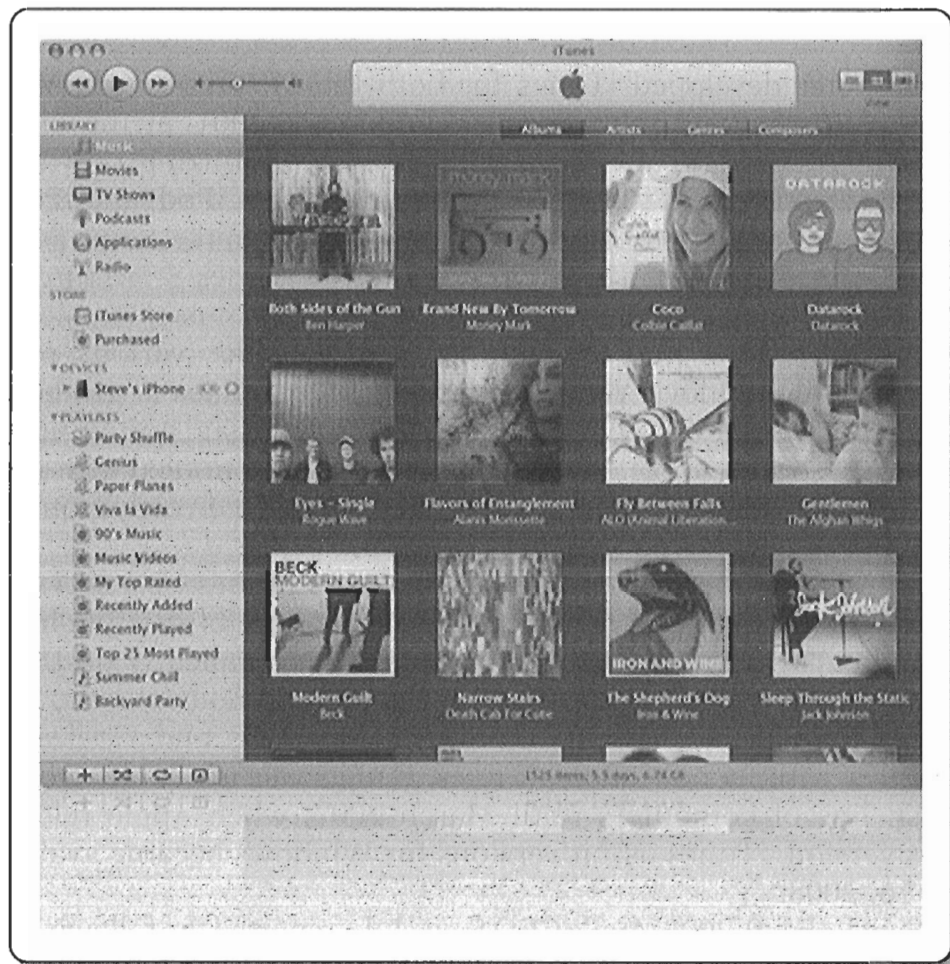 iTunes
View
LIBRARY
Music
Movies
TV Shows
Podcasts
Applications
Radio
STORE
iTunes Store
Purchased
DEVICES
Steve's iPhone
PLAYLISTS
Party Shuffle
Genius
Paper Planes
Viva la Vida
90's Music
Music Videos
My Top Rated
Recently Added
Recently Played
Top 25 Most Played
Summer Chill
Backyard Party
Albums Artists Genres Composers
money mark
DATAROCK
Both Sides of the Gun
Ben Harper
Brand New By Tomorrow
Money Mark
Coco
Colbie Caillat
Datarock
Datarock
Eyes – Single
Rogue Wave
Flavors of Entanglement
Alanis Morissette
Fly Between Falls
ALO (Animal Liberation...
Gentlemen
The Afghan Whigs
BECK
MODERN GUILT
IRON AND WINE
Jack Johnson
Modern Guilt
Beck
Narrow Stairs
Death Cab For Cutie
The Shepherd's Dog
Iron & Wine
Sleep Through the Static
Jack Johnson
1525 items, 5.5 days, 6.74 GB